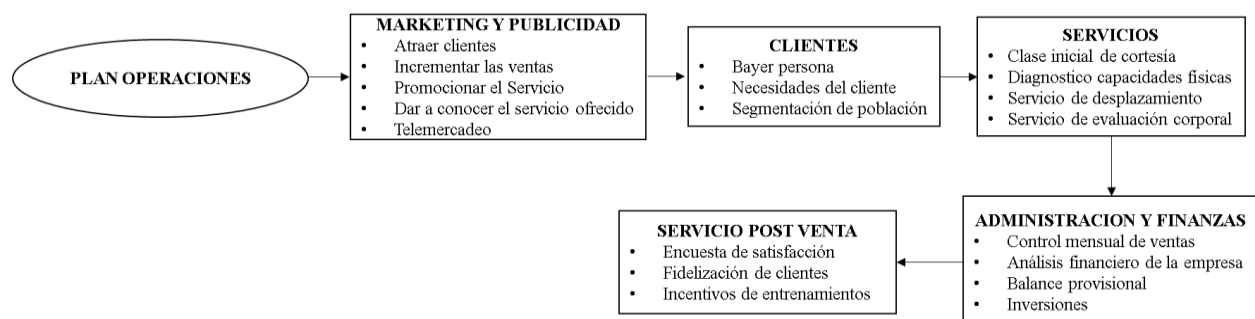 PLAN OPERACIONES
MARKETING Y PUBLICIDAD
• Atraer clientes
• Incrementar las ventas
• Promocionar el Servicio
• Dar a conocer el servicio ofrecido
• Telemercadeo
CLIENTES
• Bayer persona
• Necesidades del cliente
• Segmentación de población
SERVICIOS
• Clase inicial de cortesía
• Diagnostico capacidades físicas
• Servicio de desplazamiento
• Servicio de evaluación corporal
ADMINISTRACION Y FINANZAS
• Control mensual de ventas
• Análisis financiero de la empresa
• Balance provisional
• Inversiones
SERVICIO POST VENTA
• Encuesta de satisfacción
• Fidelización de clientes
• Incentivos de entrenamientos